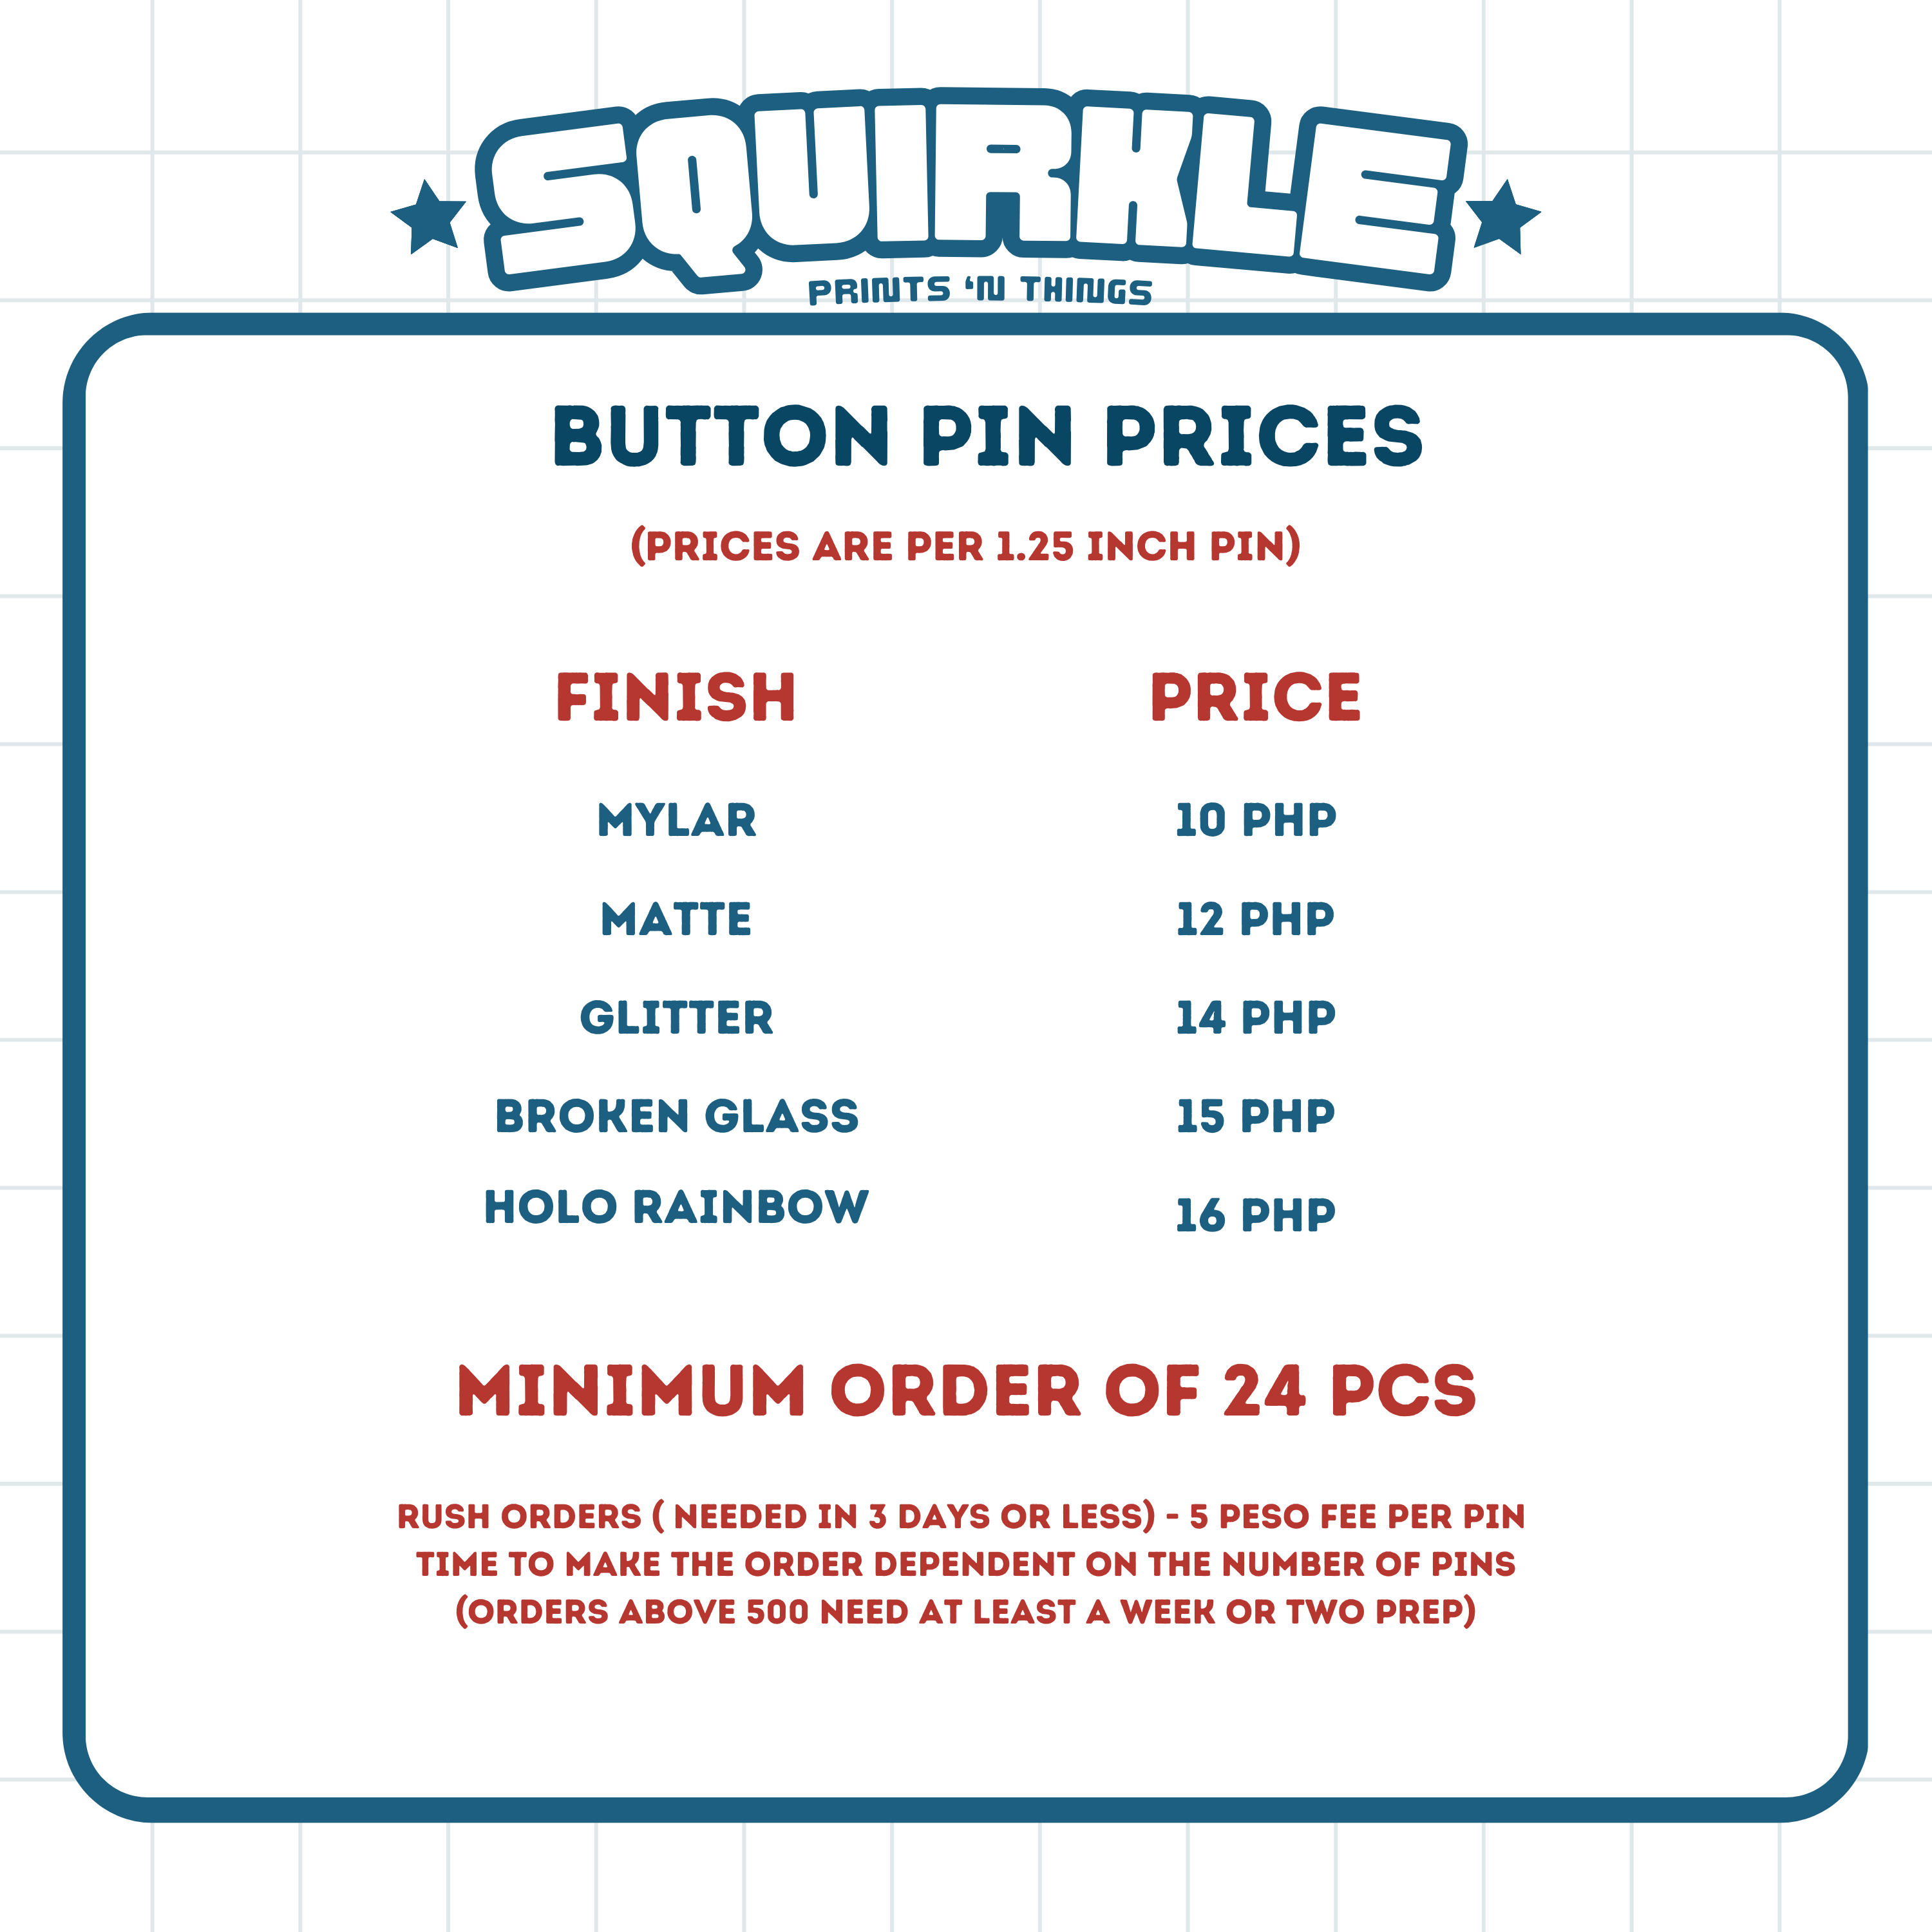 SQUIRKLE
PRINTS 'N THINGS
BUTTON PIN PRICES
(PRICES ARE PER 1.25 INCH PIN)
FINISH PRICE
MYLAR 10 PHP
MATTE 12 PHP
GLITTER 14 PHP
BROKEN GLASS 15 PHP
HOLO RAINBOW 16 PHP
MINIMUM ORDER OF 24 PCS
RUSH ORDERS ( NEEDED IN 3 DAYS OR LESS) - 5 PESO FEE PER PIN
TIME TO MAKE THE ORDER DEPENDENT ON THE NUMBER OF PINS
(ORDERS ABOVE 500 NEED AT LEAST A WEEK OR TWO PREP)